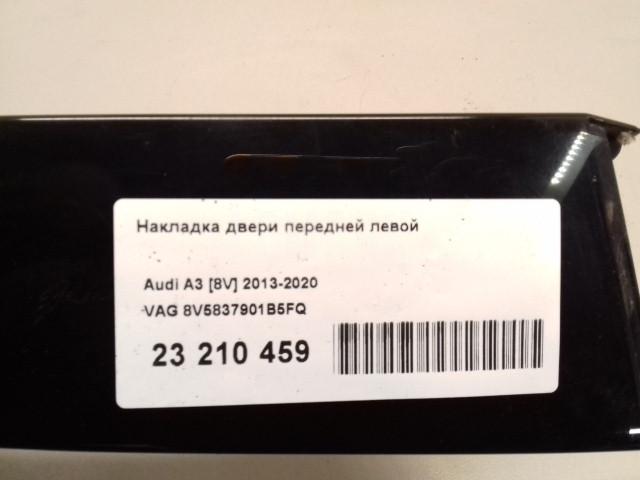 Накладка двери передней левой
Audi A3 [8V] 2013-2020
VAG 8V5837901B5FQ
23 210 459